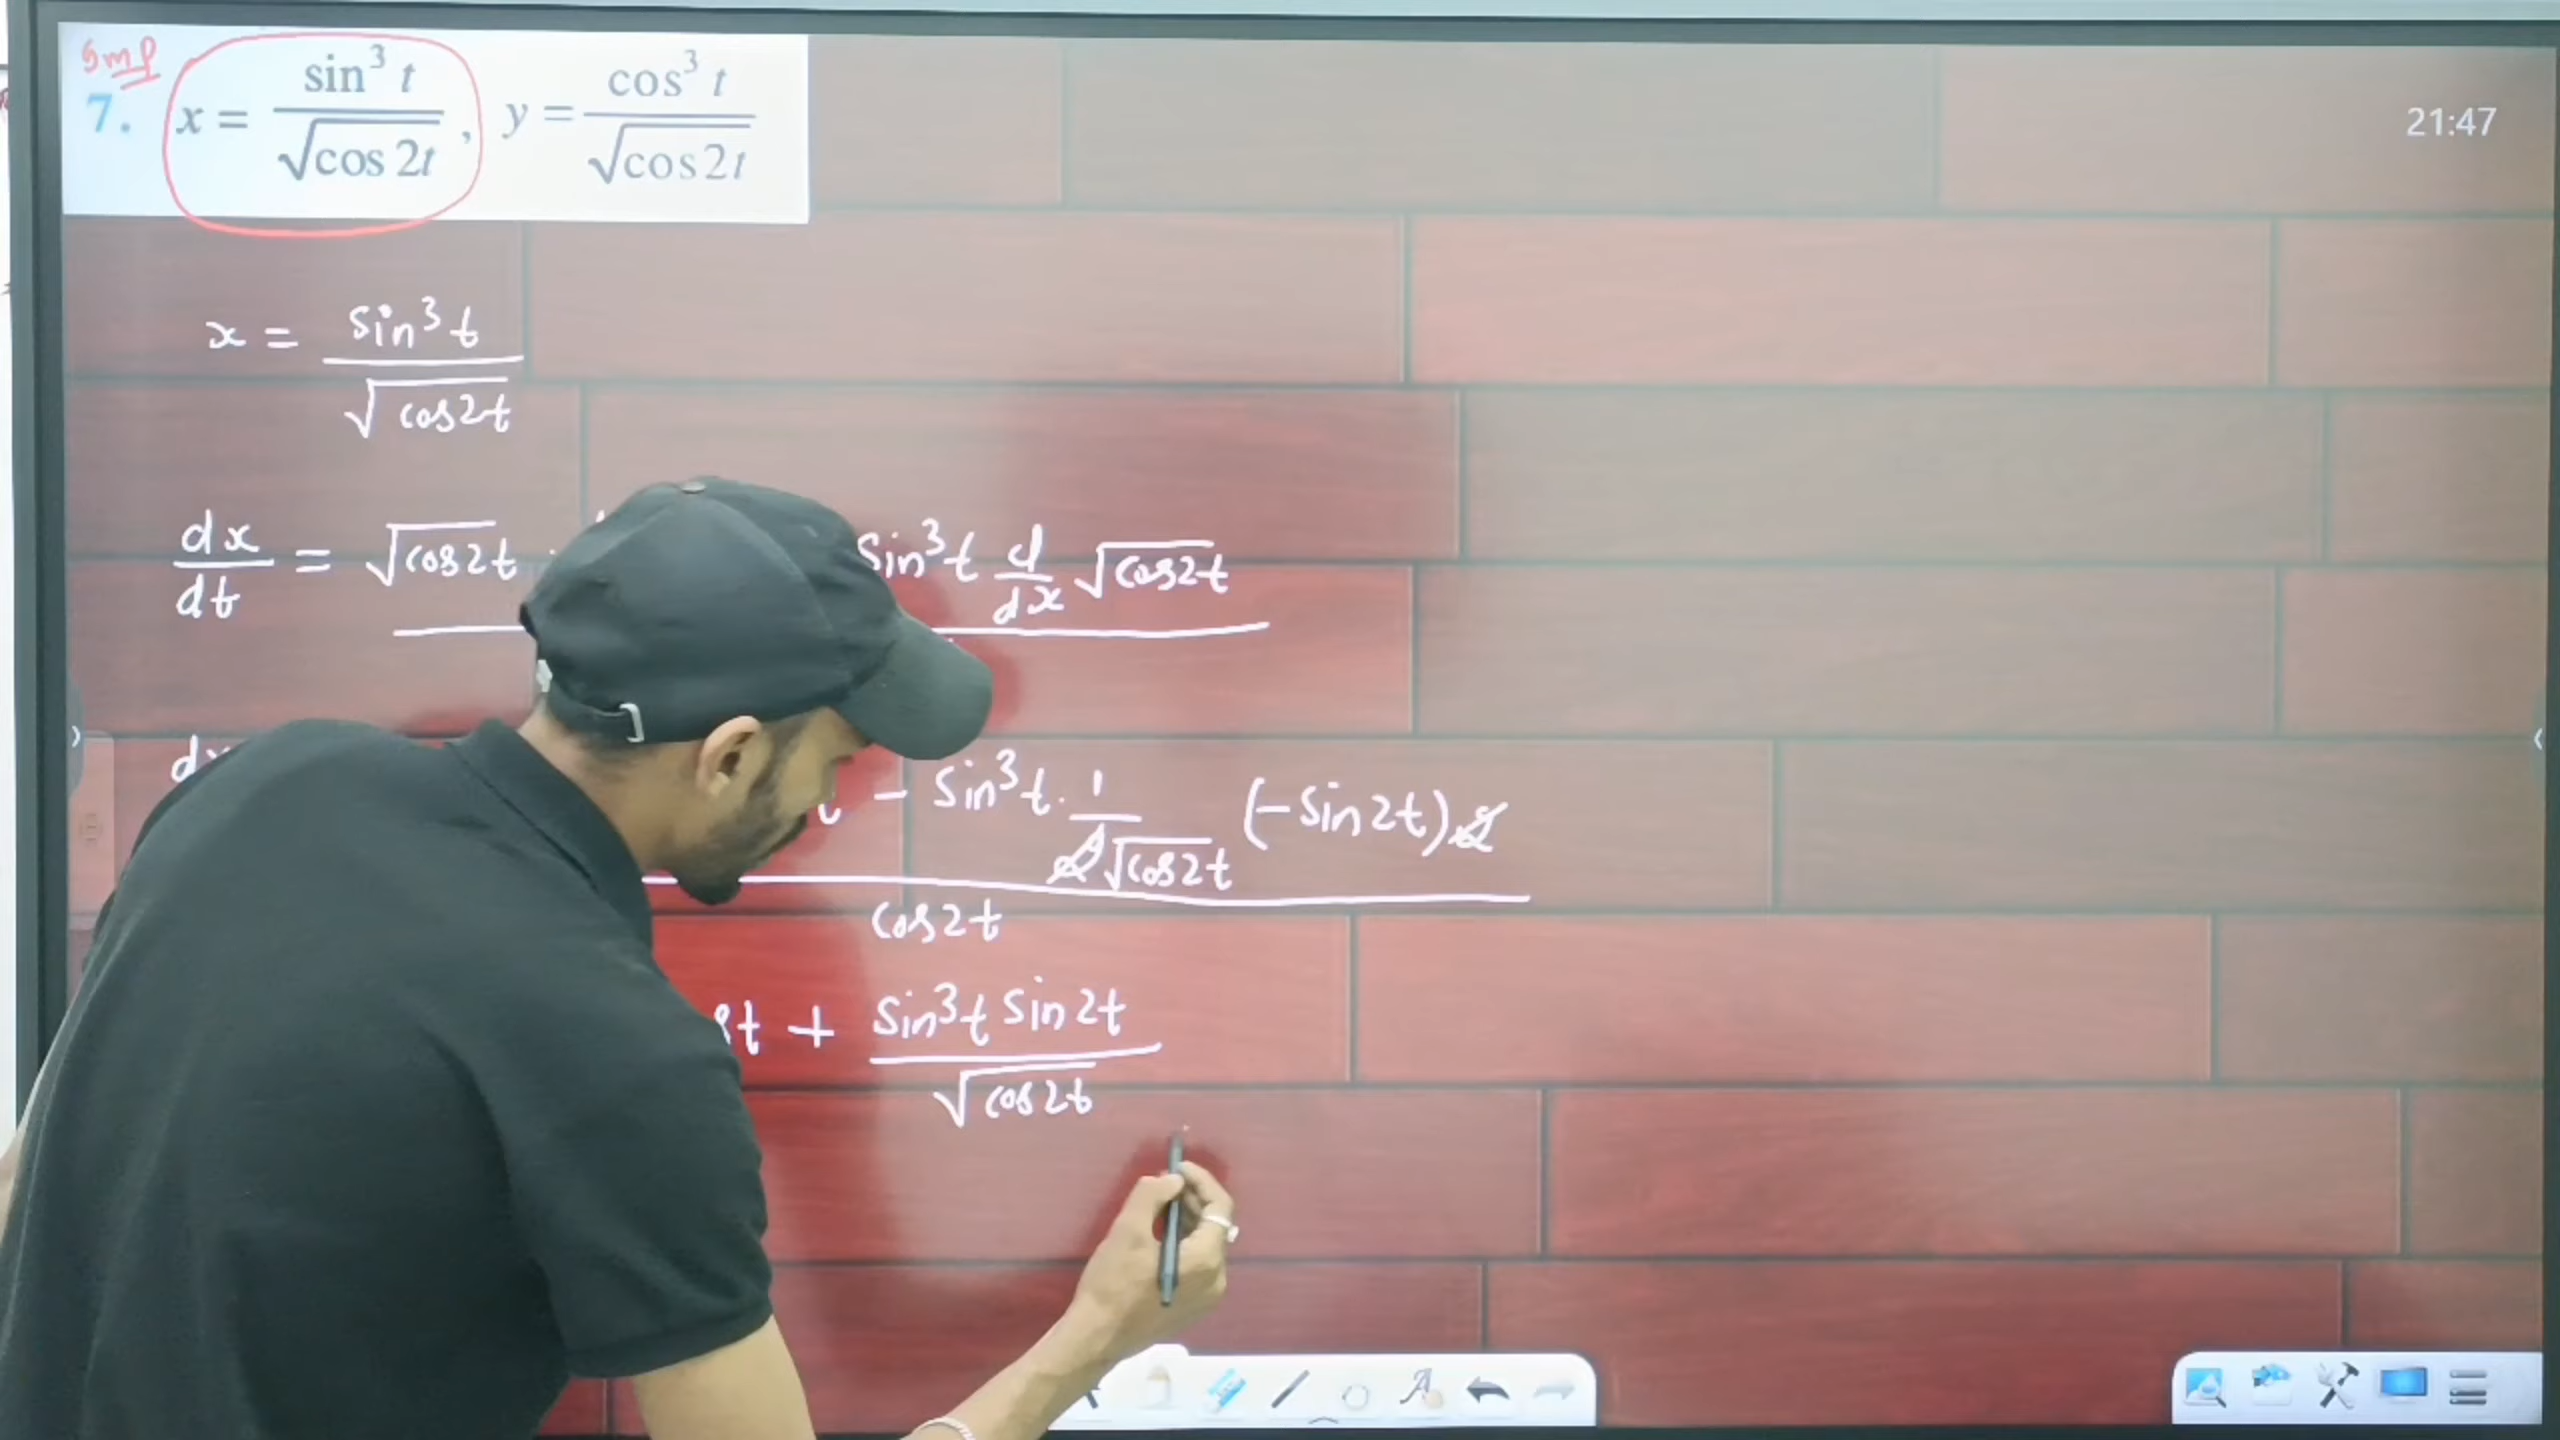 Imp
7. x = sin³ t / √cos 2t , y = cos³ t / √cos 2t
21:47
x = sin³t / √cos2t
dx/dt = √cos2t sin³t d/dx √cos2t
t - sin³t . 1 / 2√cos2t (-sin2t)2
cos2t
t + sin³t sin2t / √cos2t